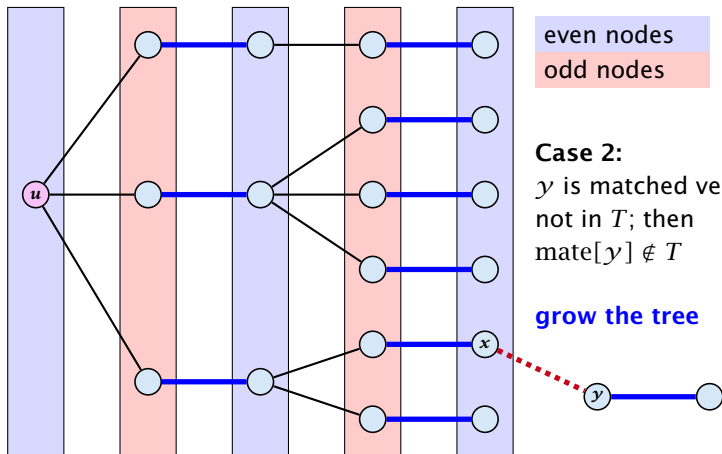 even nodes
odd nodes
u
Case 2:
y is matched ve
not in T; then
mate[y] ∉ T
grow the tree
x
y